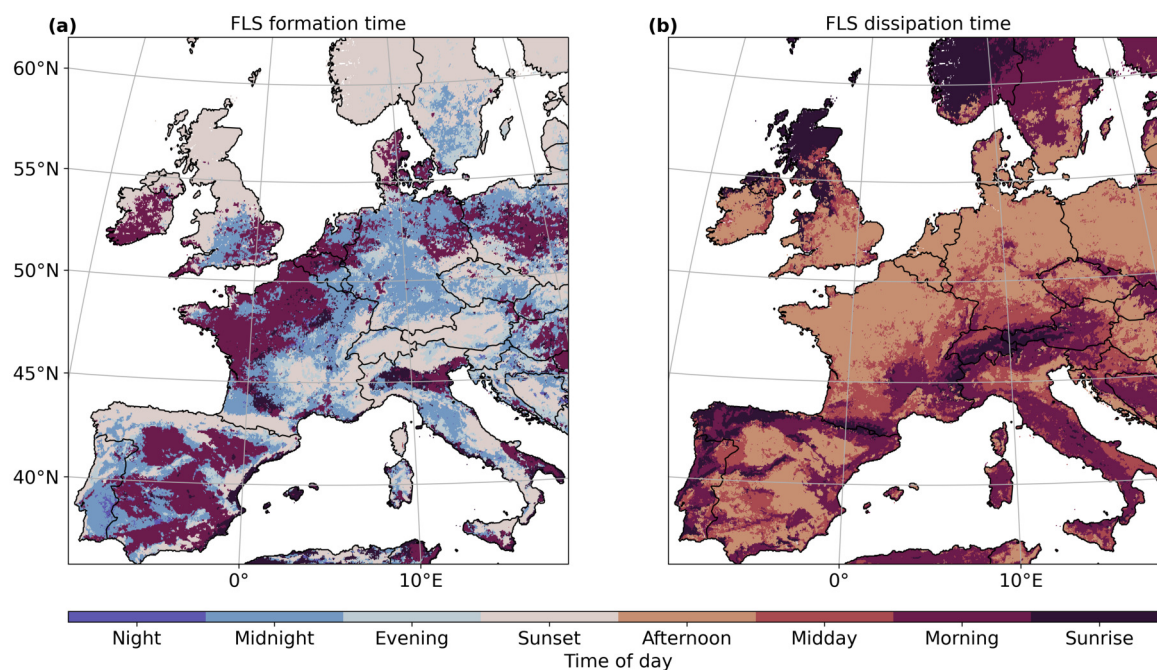 (a) FLS formation time
(b) FLS dissipation time
60°N
55°N
50°N
45°N
40°N
0° 10°E
0° 10°E
Night Midnight Evening Sunset Afternoon Midday Morning Sunrise
Time of day